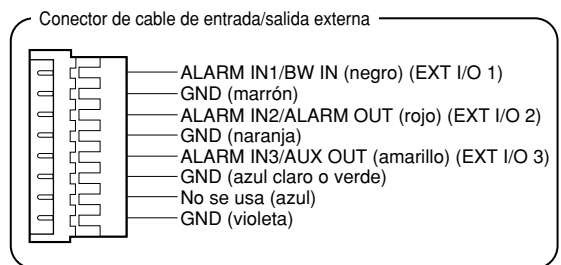 Conector de cable de entrada/salida externa
ALARM IN1/BW IN (negro) (EXT I/O 1)
GND (marrón)
ALARM IN2/ALARM OUT (rojo) (EXT I/O 2)
GND (naranja)
ALARM IN3/AUX OUT (amarillo) (EXT I/O 3)
GND (azul claro o verde)
No se usa (azul)
GND (violeta)